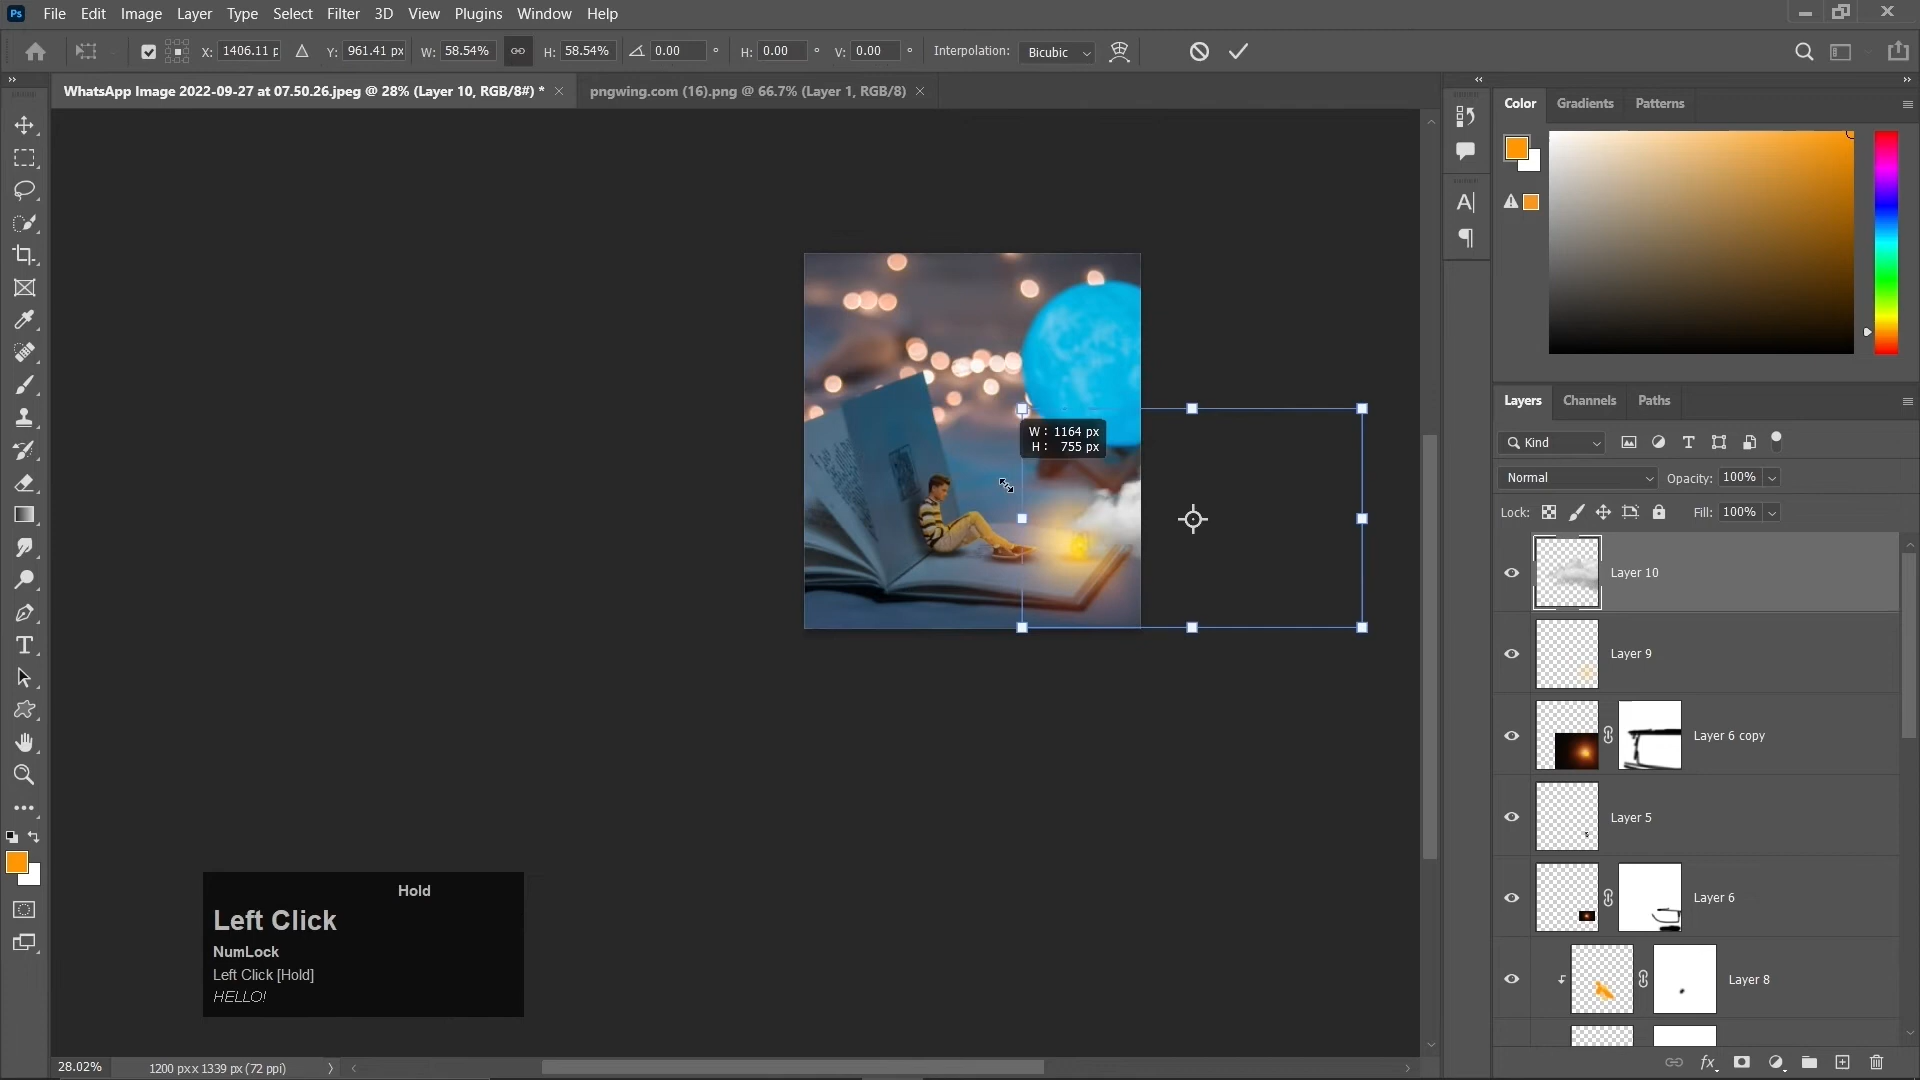 Ps File Edit Image Layer Type Select Filter 3D View Plugins Window Help
X: 1406.11 p Y: 961.41 px W: 58.54% H: 58.54% 0.00 ° H: 0.00 ° V: 0.00 ° Interpolation: Bicubic
WhatsApp Image 2022-09-27 at 07.50.26.jpeg @ 28% (Layer 10, RGB/8#) *
pngwing.com (16).png @ 66.7% (Layer 1, RGB/8)
Color Gradients Patterns
W : 1164 px
H : 755 px
Layers Channels Paths
Kind
Normal Opacity: 100%
Lock: Fill: 100%
Layer 10
Layer 9
Layer 6 copy
Layer 5
Layer 6
Layer 8
Hold
Left Click
NumLock
Left Click [Hold]
HELLO!
28.02% 1200 px x 1339 px (72 ppi)